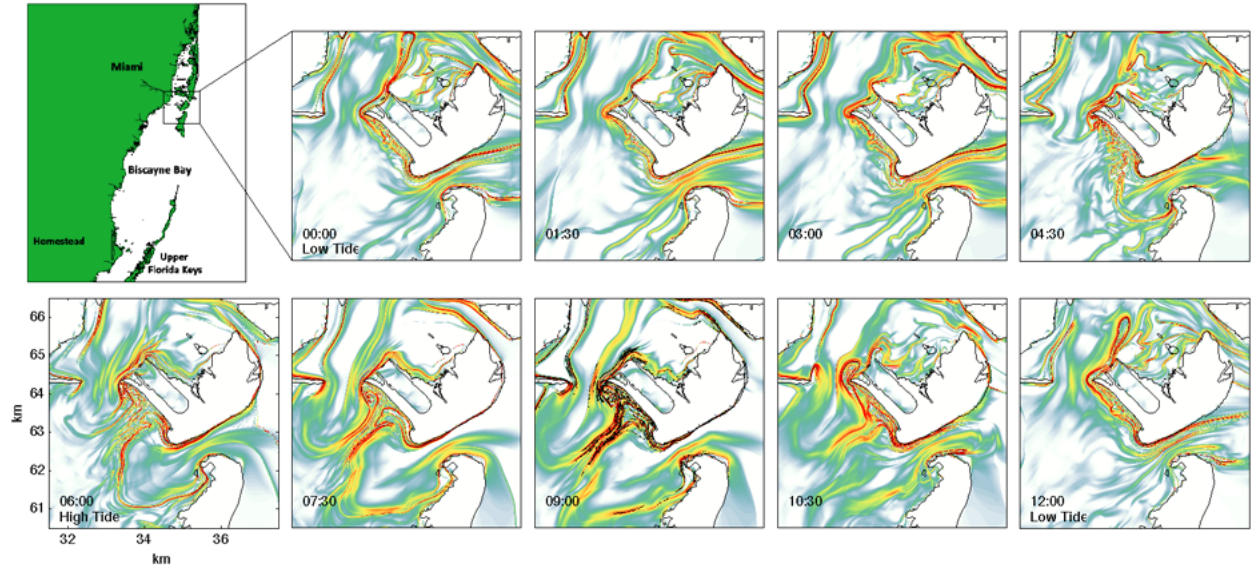 Miami
Biscayne Bay
Homestead
Upper
Florida Keys
00:00
Low Tide
01:30
03:00
04:30
66
65
64
63
62
61
km
06:00
High Tide
32
34
36
km
07:30
09:00
10:30
12:00
Low Tide